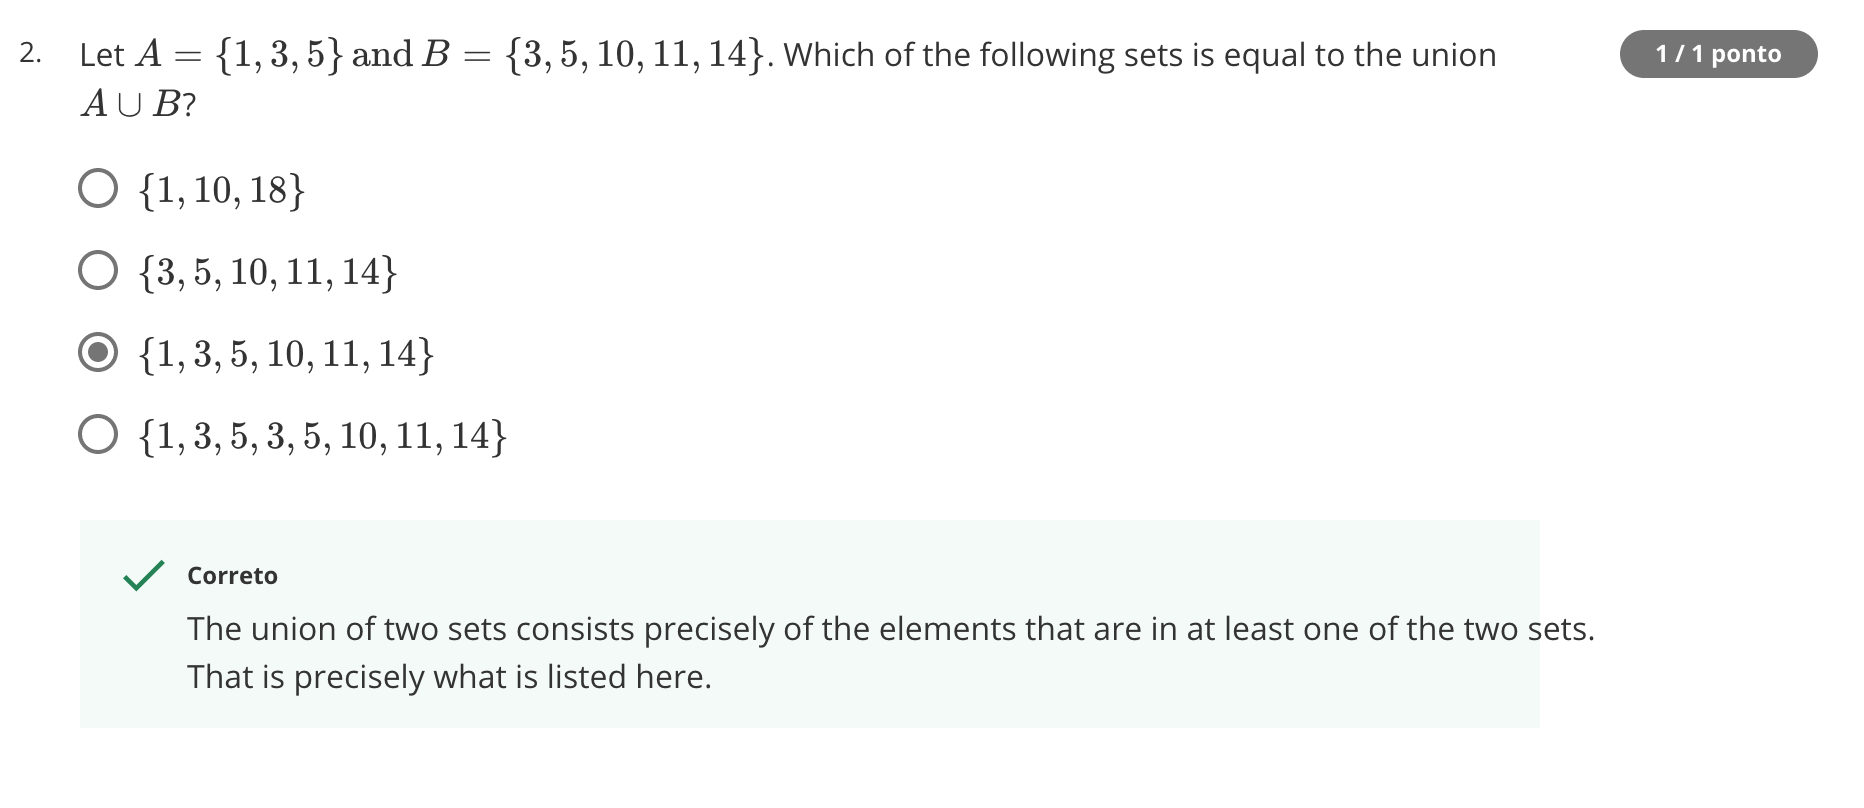 2. Let A = {1, 3, 5} and B = {3, 5, 10, 11, 14}. Which of the following sets is equal to the union
1 / 1 ponto
A ∪ B?
{1, 10, 18}
{3, 5, 10, 11, 14}
{1, 3, 5, 10, 11, 14}
{1, 3, 5, 3, 5, 10, 11, 14}
Correto
The union of two sets consists precisely of the elements that are in at least one of the two sets.
That is precisely what is listed here.